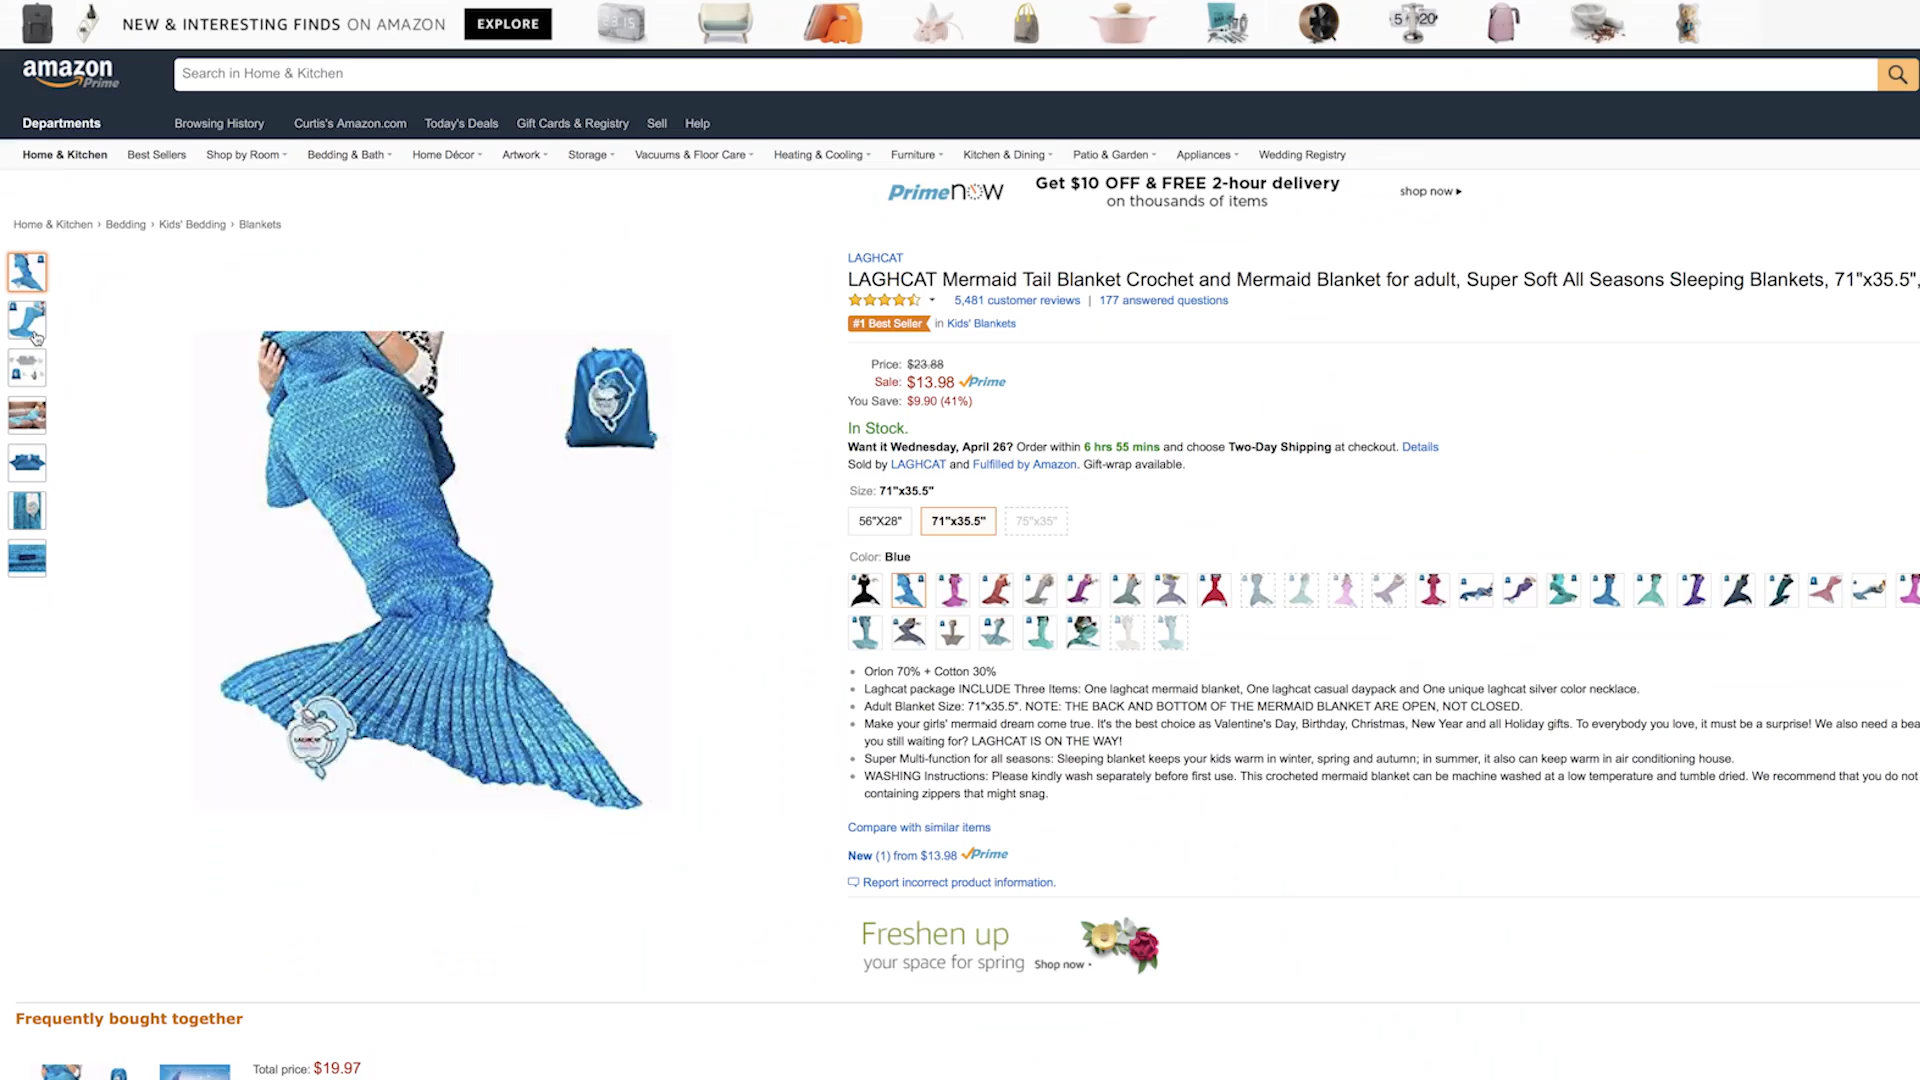 NEW & INTERESTING FINDS ON AMAZON EXPLORE
amazon Prime
Search in Home & Kitchen
Departments Browsing History Curtis's Amazon.com Today's Deals Gift Cards & Registry Sell Help
Home & Kitchen Best Sellers Shop by Room Bedding & Bath Home Décor Artwork Storage Vacuums & Floor Care Heating & Cooling Furniture Kitchen & Dining Patio & Garden Appliances Wedding Registry
PrimeNow Get $10 OFF & FREE 2-hour delivery
on thousands of items
shop now
Home & Kitchen › Bedding › Kids' Bedding › Blankets
LAGHCAT
LAGHCAT Mermaid Tail Blanket Crochet and Mermaid Blanket for adult, Super Soft All Seasons Sleeping Blankets, 71"x35.5",
5,481 customer reviews | 177 answered questions
#1 Best Seller in Kids' Blankets
Price: $23.88
Sale: $13.98 Prime
You Save: $9.90 (41%)
In Stock.
Want it Wednesday, April 26? Order within 6 hrs 55 mins and choose Two-Day Shipping at checkout. Details
Sold by LAGHCAT and Fulfilled by Amazon. Gift-wrap available.
Size: 71"x35.5"
56"X28" 71"x35.5" 75"x35"
Color: Blue
• Orlon 70% + Cotton 30%
• Laghcat package INCLUDE Three Items: One laghcat mermaid blanket, One laghcat casual daypack and One unique laghcat silver color necklace.
• Adult Blanket Size: 71"x35.5". NOTE: THE BACK AND BOTTOM OF THE MERMAID BLANKET ARE OPEN, NOT CLOSED.
• Make your girls' mermaid dream come true. It's the best choice as Valentine's Day, Birthday, Christmas, New Year and all Holiday gifts. To everybody you love, it must be a surprise! We also need a bea
you still waiting for? LAGHCAT IS ON THE WAY!
• Super Multi-function for all seasons: Sleeping blanket keeps your kids warm in winter, spring and autumn; in summer, it also can keep warm in air conditioning house.
• WASHING Instructions: Please kindly wash separately before first use. This crocheted mermaid blanket can be machine washed at a low temperature and tumble dried. We recommend that you do not
containing zippers that might snag.
Compare with similar items
New (1) from $13.98 Prime
Report incorrect product information.
LAGHCAT
Freshen up
your space for spring Shop now
Frequently bought together
Total price: $19.97